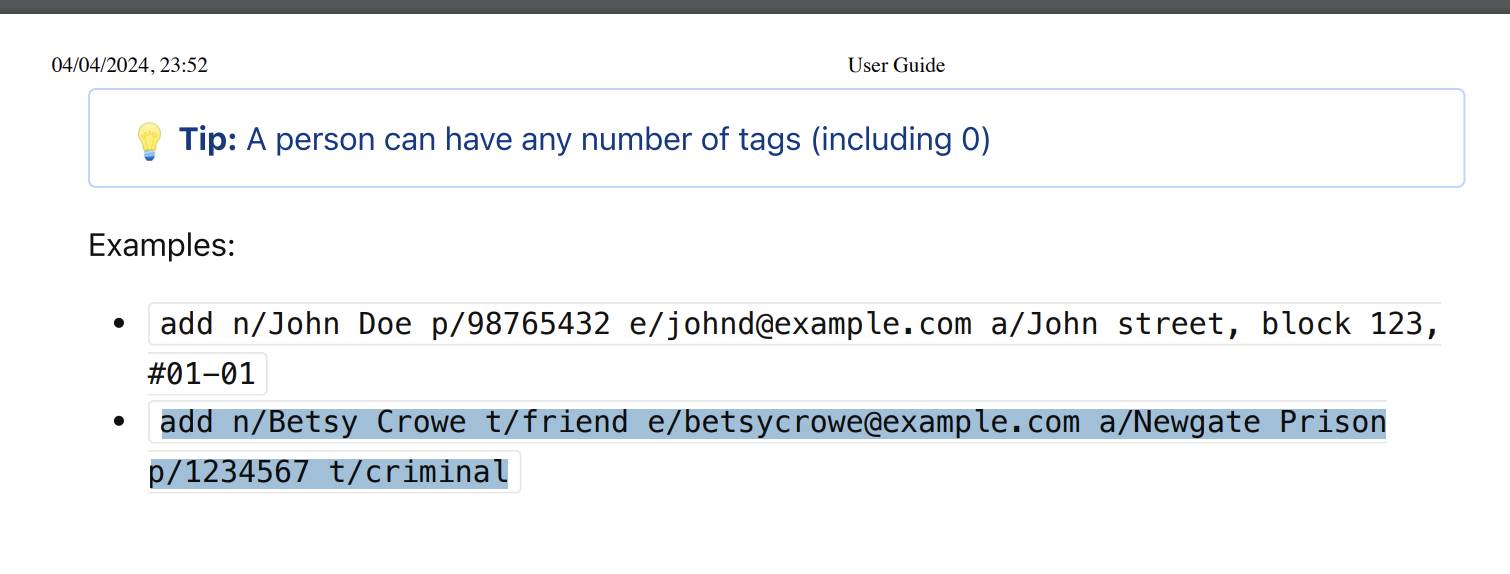 04/04/2024, 23:52 User Guide
💡 Tip: A person can have any number of tags (including 0)
Examples:
• add n/John Doe p/98765432 e/johnd@example.com a/John street, block 123,
#01-01
• add n/Betsy Crowe t/friend e/betsycrowe@example.com a/Newgate Prison
p/1234567 t/criminal